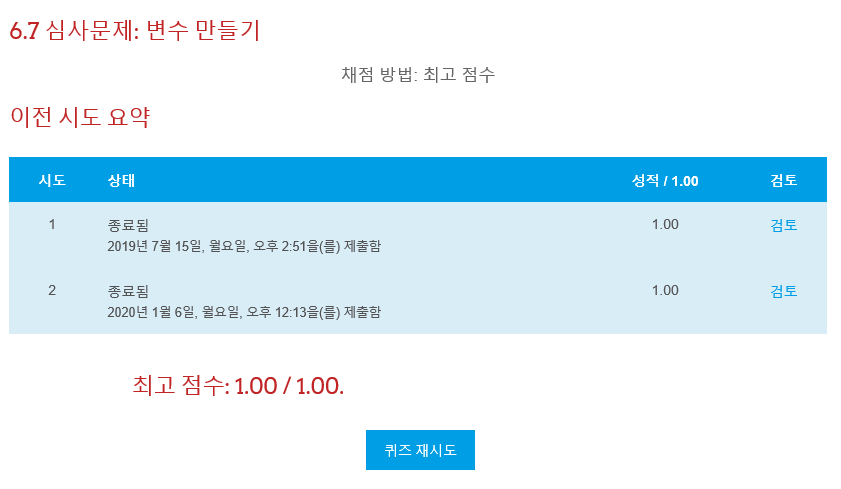 6.7 심사문제: 변수 만들기
채점 방법: 최고 점수
이전 시도 요약
시도 상태 성적 / 1.00 검토
1 종료됨 1.00 검토
2019년 7월 15일, 월요일, 오후 2:51을(를) 제출함
2 종료됨 1.00 검토
2020년 1월 6일, 월요일, 오후 12:13을(를) 제출함
최고 점수: 1.00 / 1.00.
퀴즈 재시도